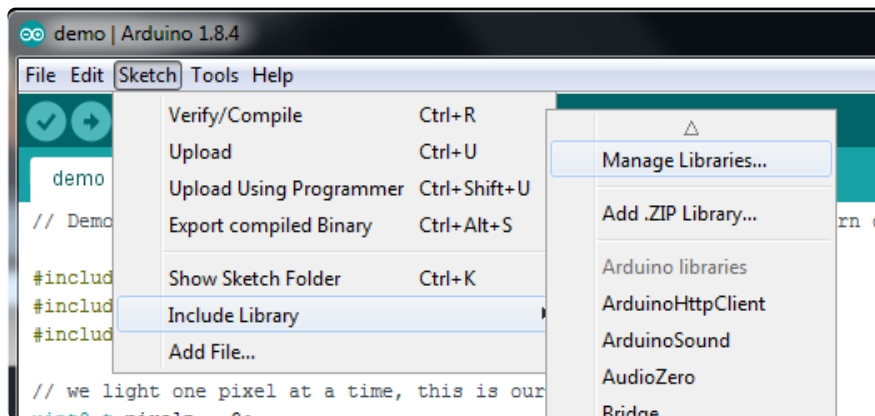 demo | Arduino 1.8.4
File Edit Sketch Tools Help
Verify/Compile Ctrl+R
Upload Ctrl+U
Upload Using Programmer Ctrl+Shift+U
Export compiled Binary Ctrl+Alt+S
Show Sketch Folder Ctrl+K
Include Library
Add File...
Manage Libraries...
Add .ZIP Library...
Arduino libraries
ArduinoHttpClient
ArduinoSound
AudioZero
Bridge
demo
// Demo
#includ
#includ
#includ
// we light one pixel at a time, this is our